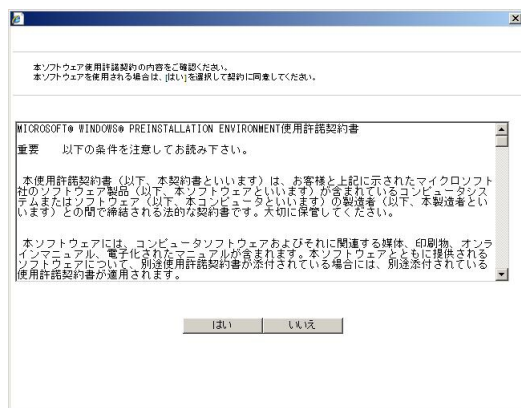 本ソフトウェア使用許諾契約の内容をご確認ください。
本ソフトウェアを使用される場合は、[はい]を選択して契約に同意してください。
MICROSOFT® WINDOWS® PREINSTALLATION ENVIRONMENT使用許諾契約書
重要　以下の条件を注意してお読み下さい。
本使用許諾契約書（以下、本契約書といいます）は、お客様と上記に示されたマイクロソフト
社のソフトウェア製品（以下、本ソフトウェアといいます）が含まれているコンピュータシス
テムまたはソフトウェア（以下、本コンピュータといいます）の製造者（以下、本製造者とい
います）との間で締結される法的な契約書です。大切に保管してください。
本ソフトウェアには、コンピュータソフトウェアおよびそれに関連する媒体、印刷物、オンラ
インマニュアル、電子化されたマニュアルが含まれます。本ソフトウェアとともに提供される
ソフトウェアについて、別途使用許諾契約書が添付されている場合には、別途添付されている
使用許諾契約書が適用されます。
はい
いいえ